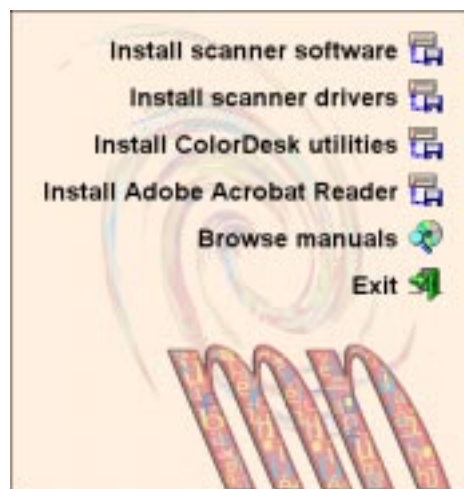 Install scanner software
Install scanner drivers
Install ColorDesk utilities
Install Adobe Acrobat Reader
Browse manuals
Exit